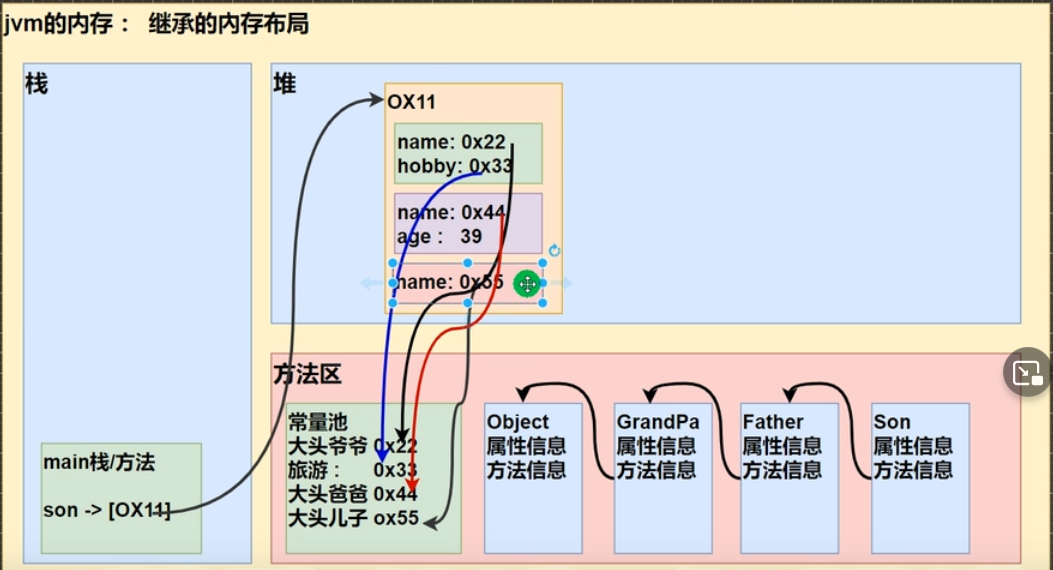 jvm的内存： 继承的内存布局
栈
堆
OX11
name: 0x22
hobby: 0x33
name: 0x44
age： 39
name: 0x55
方法区
常量池
大头爷爷 0x22
旅游： 0x33
大头爸爸 0x44
大头儿子 ox55
Object
属性信息
方法信息
GrandPa
属性信息
方法信息
Father
属性信息
方法信息
Son
属性信息
方法信息
main栈/方法
son -> [OX11]